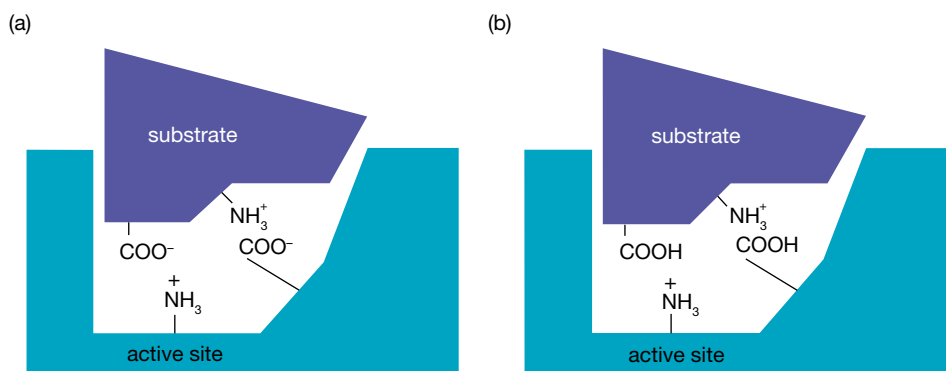 (a)
substrate
NH₃⁺
COO⁻
COO⁻
+
NH₃
active site
(b)
substrate
NH₃⁺
COOH
COOH
+
NH₃
active site